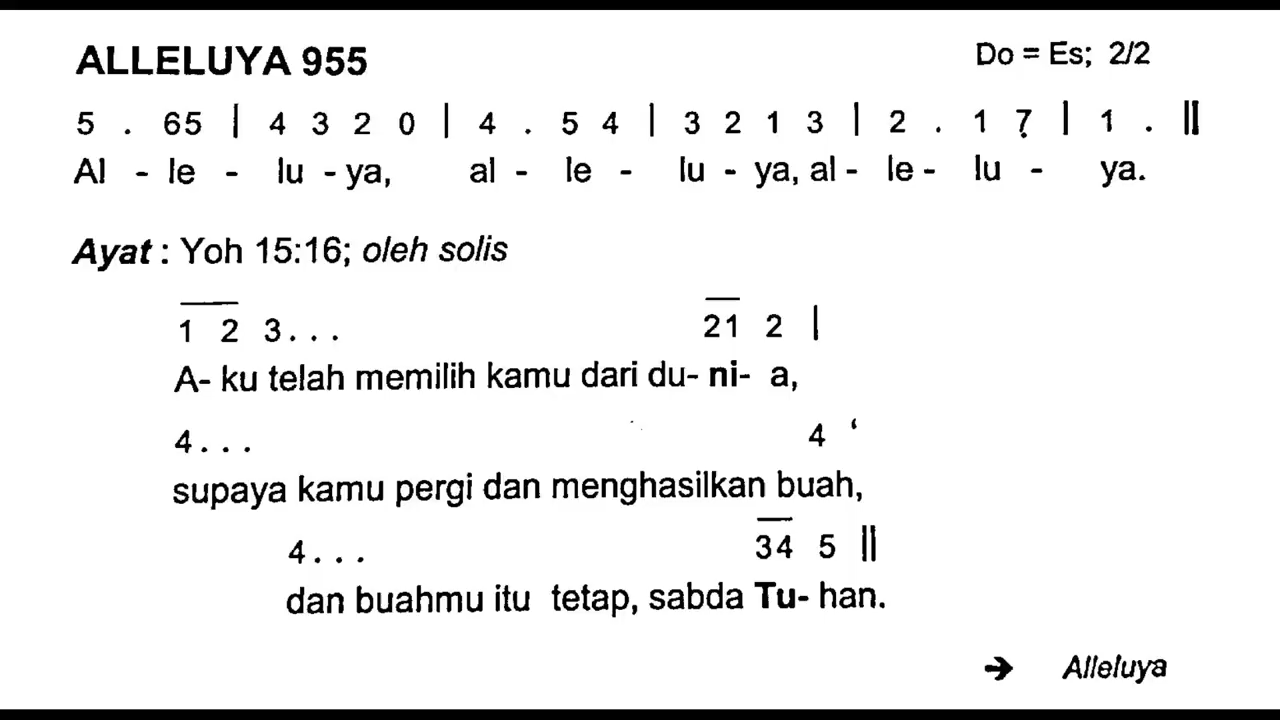 ALLELUYA 955 Do = Es; 2/2
5 . 65 | 4 3 2 0 | 4 . 5 4 | 3 2 1 3 | 2 . 1 7̣ | 1 . ||
Al - le - lu - ya, al - le - lu - ya, al - le - lu - ya.
Ayat : Yoh 15:16; oleh solis
1 2 3... 21 2 |
A- ku telah memilih kamu dari du- ni- a,
4... 4 ‘
supaya kamu pergi dan menghasilkan buah,
4... 34 5 ||
dan buahmu itu tetap, sabda Tu- han.
➔ Alleluya